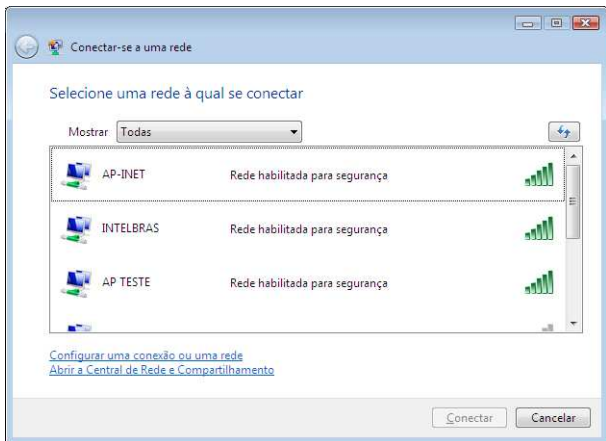 Conectar-se a uma rede
Selecione uma rede à qual se conectar
Mostrar Todas
AP-INET Rede habilitada para segurança
INTELBRAS Rede habilitada para segurança
AP TESTE Rede habilitada para segurança
Configurar uma conexão ou uma rede
Abrir a Central de Rede e Compartilhamento
Conectar Cancelar